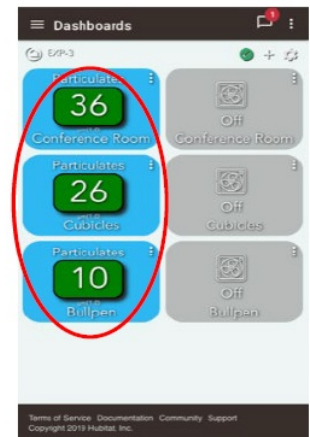 Dashboards
1
EXP-3
Particulates
36
Conference Room
Off
Conference Room
Particulates
26
Cubicles
Off
Cubicles
Particulates
10
Bullpen
Off
Bullpen
Terms of Service Documentation Community Support
Copyright 2019 Hubitat, Inc.